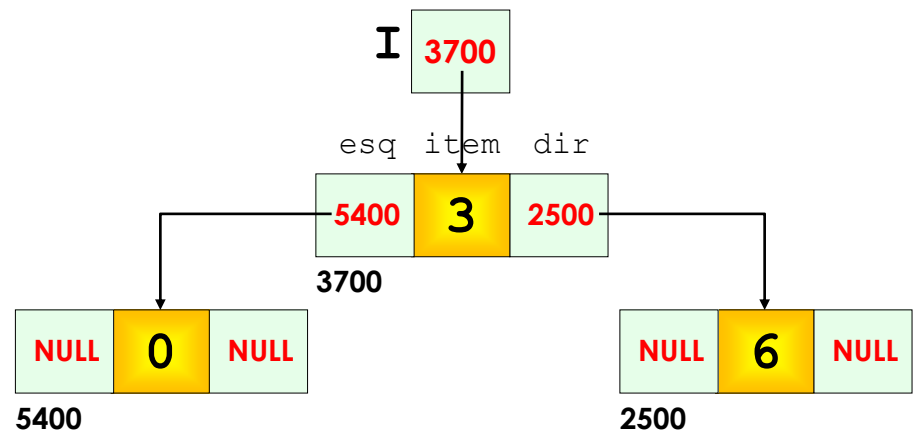 I 3700
esq item dir
5400 3 2500
3700
NULL 0 NULL
NULL 6 NULL
5400
2500